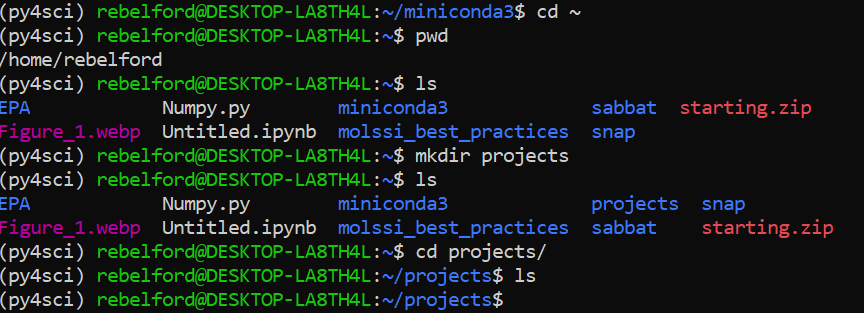 (py4sci) rebelford@DESKTOP-LA8TH4L:~/miniconda3$ cd ~
(py4sci) rebelford@DESKTOP-LA8TH4L:~$ pwd
/home/rebelford
(py4sci) rebelford@DESKTOP-LA8TH4L:~$ ls
EPA            Numpy.py        miniconda3             sabbat  starting.zip
Figure_1.webp  Untitled.ipynb  molssi_best_practices  snap
(py4sci) rebelford@DESKTOP-LA8TH4L:~$ mkdir projects
(py4sci) rebelford@DESKTOP-LA8TH4L:~$ ls
EPA            Numpy.py        miniconda3             projects  snap
Figure_1.webp  Untitled.ipynb  molssi_best_practices  sabbat    starting.zip
(py4sci) rebelford@DESKTOP-LA8TH4L:~$ cd projects/
(py4sci) rebelford@DESKTOP-LA8TH4L:~/projects$ ls
(py4sci) rebelford@DESKTOP-LA8TH4L:~/projects$